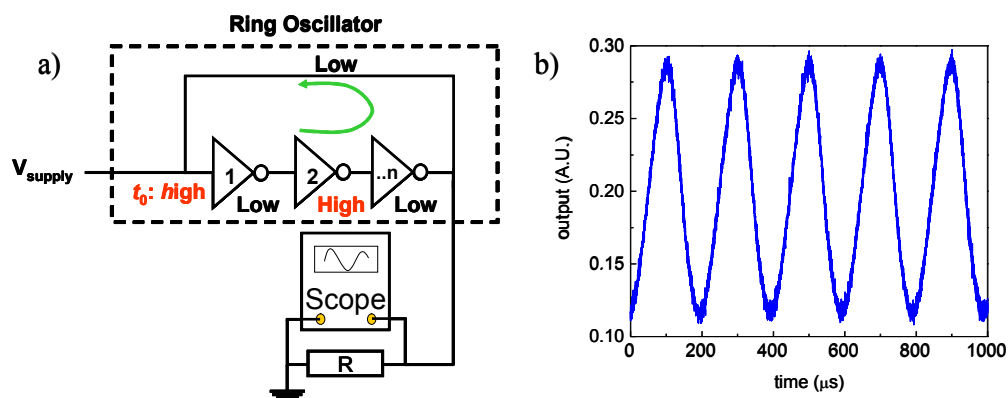 Ring Oscillator
a)
Low
V_supply
t₀: high
1
2
..n
Low
High
Low
Scope
R
b)
output (A.U.)
0.30
0.25
0.20
0.15
0.10
0 200 400 600 800 1000
time (μs)